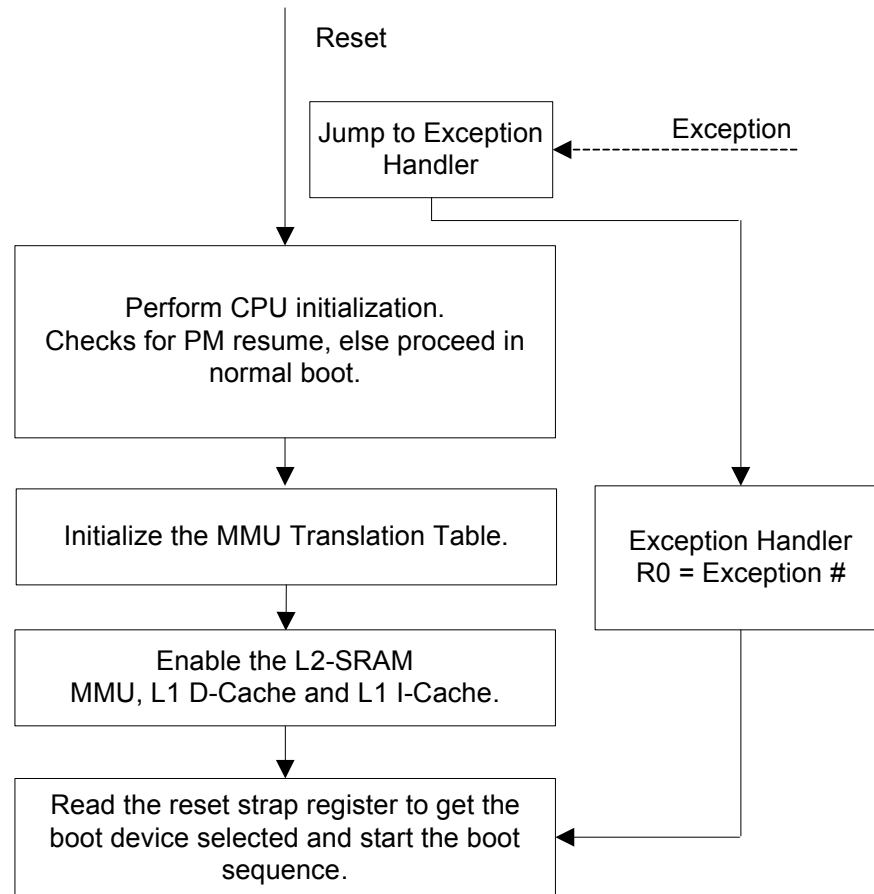 Reset
Jump to Exception
Handler
Exception
Perform CPU initialization.
Checks for PM resume, else proceed in
normal boot.
Initialize the MMU Translation Table.
Exception Handler
R0 = Exception #
Enable the L2-SRAM
MMU, L1 D-Cache and L1 I-Cache.
Read the reset strap register to get the
boot device selected and start the boot
sequence.